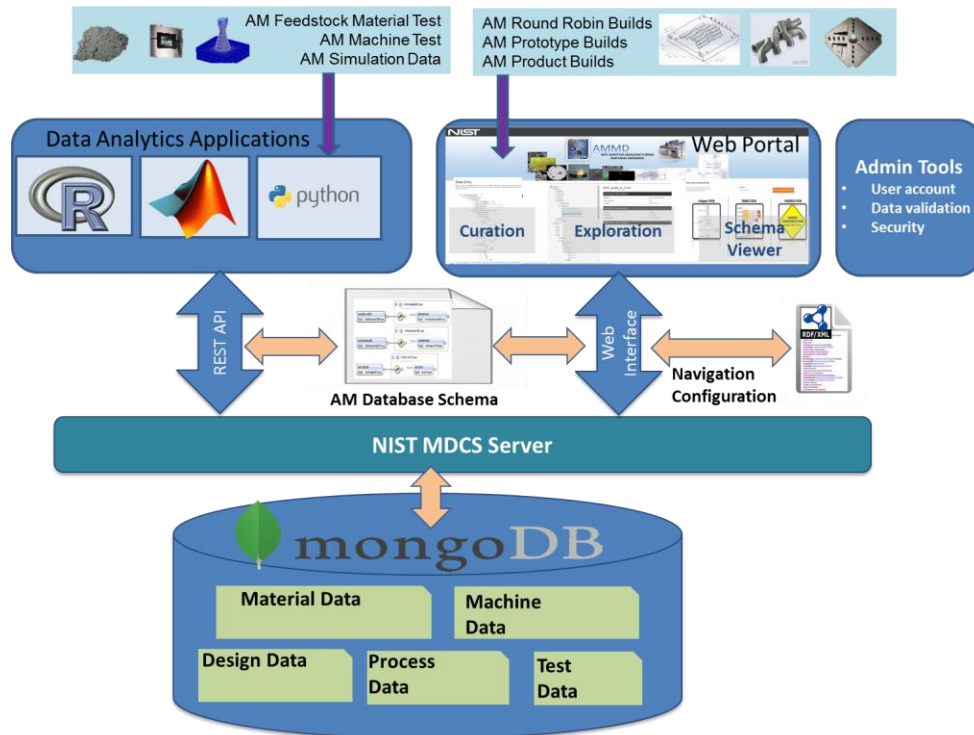 AM Feedstock Material Test
AM Machine Test
AM Simulation Data
AM Round Robin Builds
AM Prototype Builds
AM Product Builds
Data Analytics Applications
R
python
NIST
AMMD
Web Portal
Curation
Exploration
Schema
Viewer
Admin Tools
• User account
• Data validation
• Security
REST API
AM Database Schema
Web
Interface
Navigation
Configuration
RDF/XML
NIST MDCS Server
mongoDB
Material Data
Machine
Data
Design Data
Process
Data
Test
Data